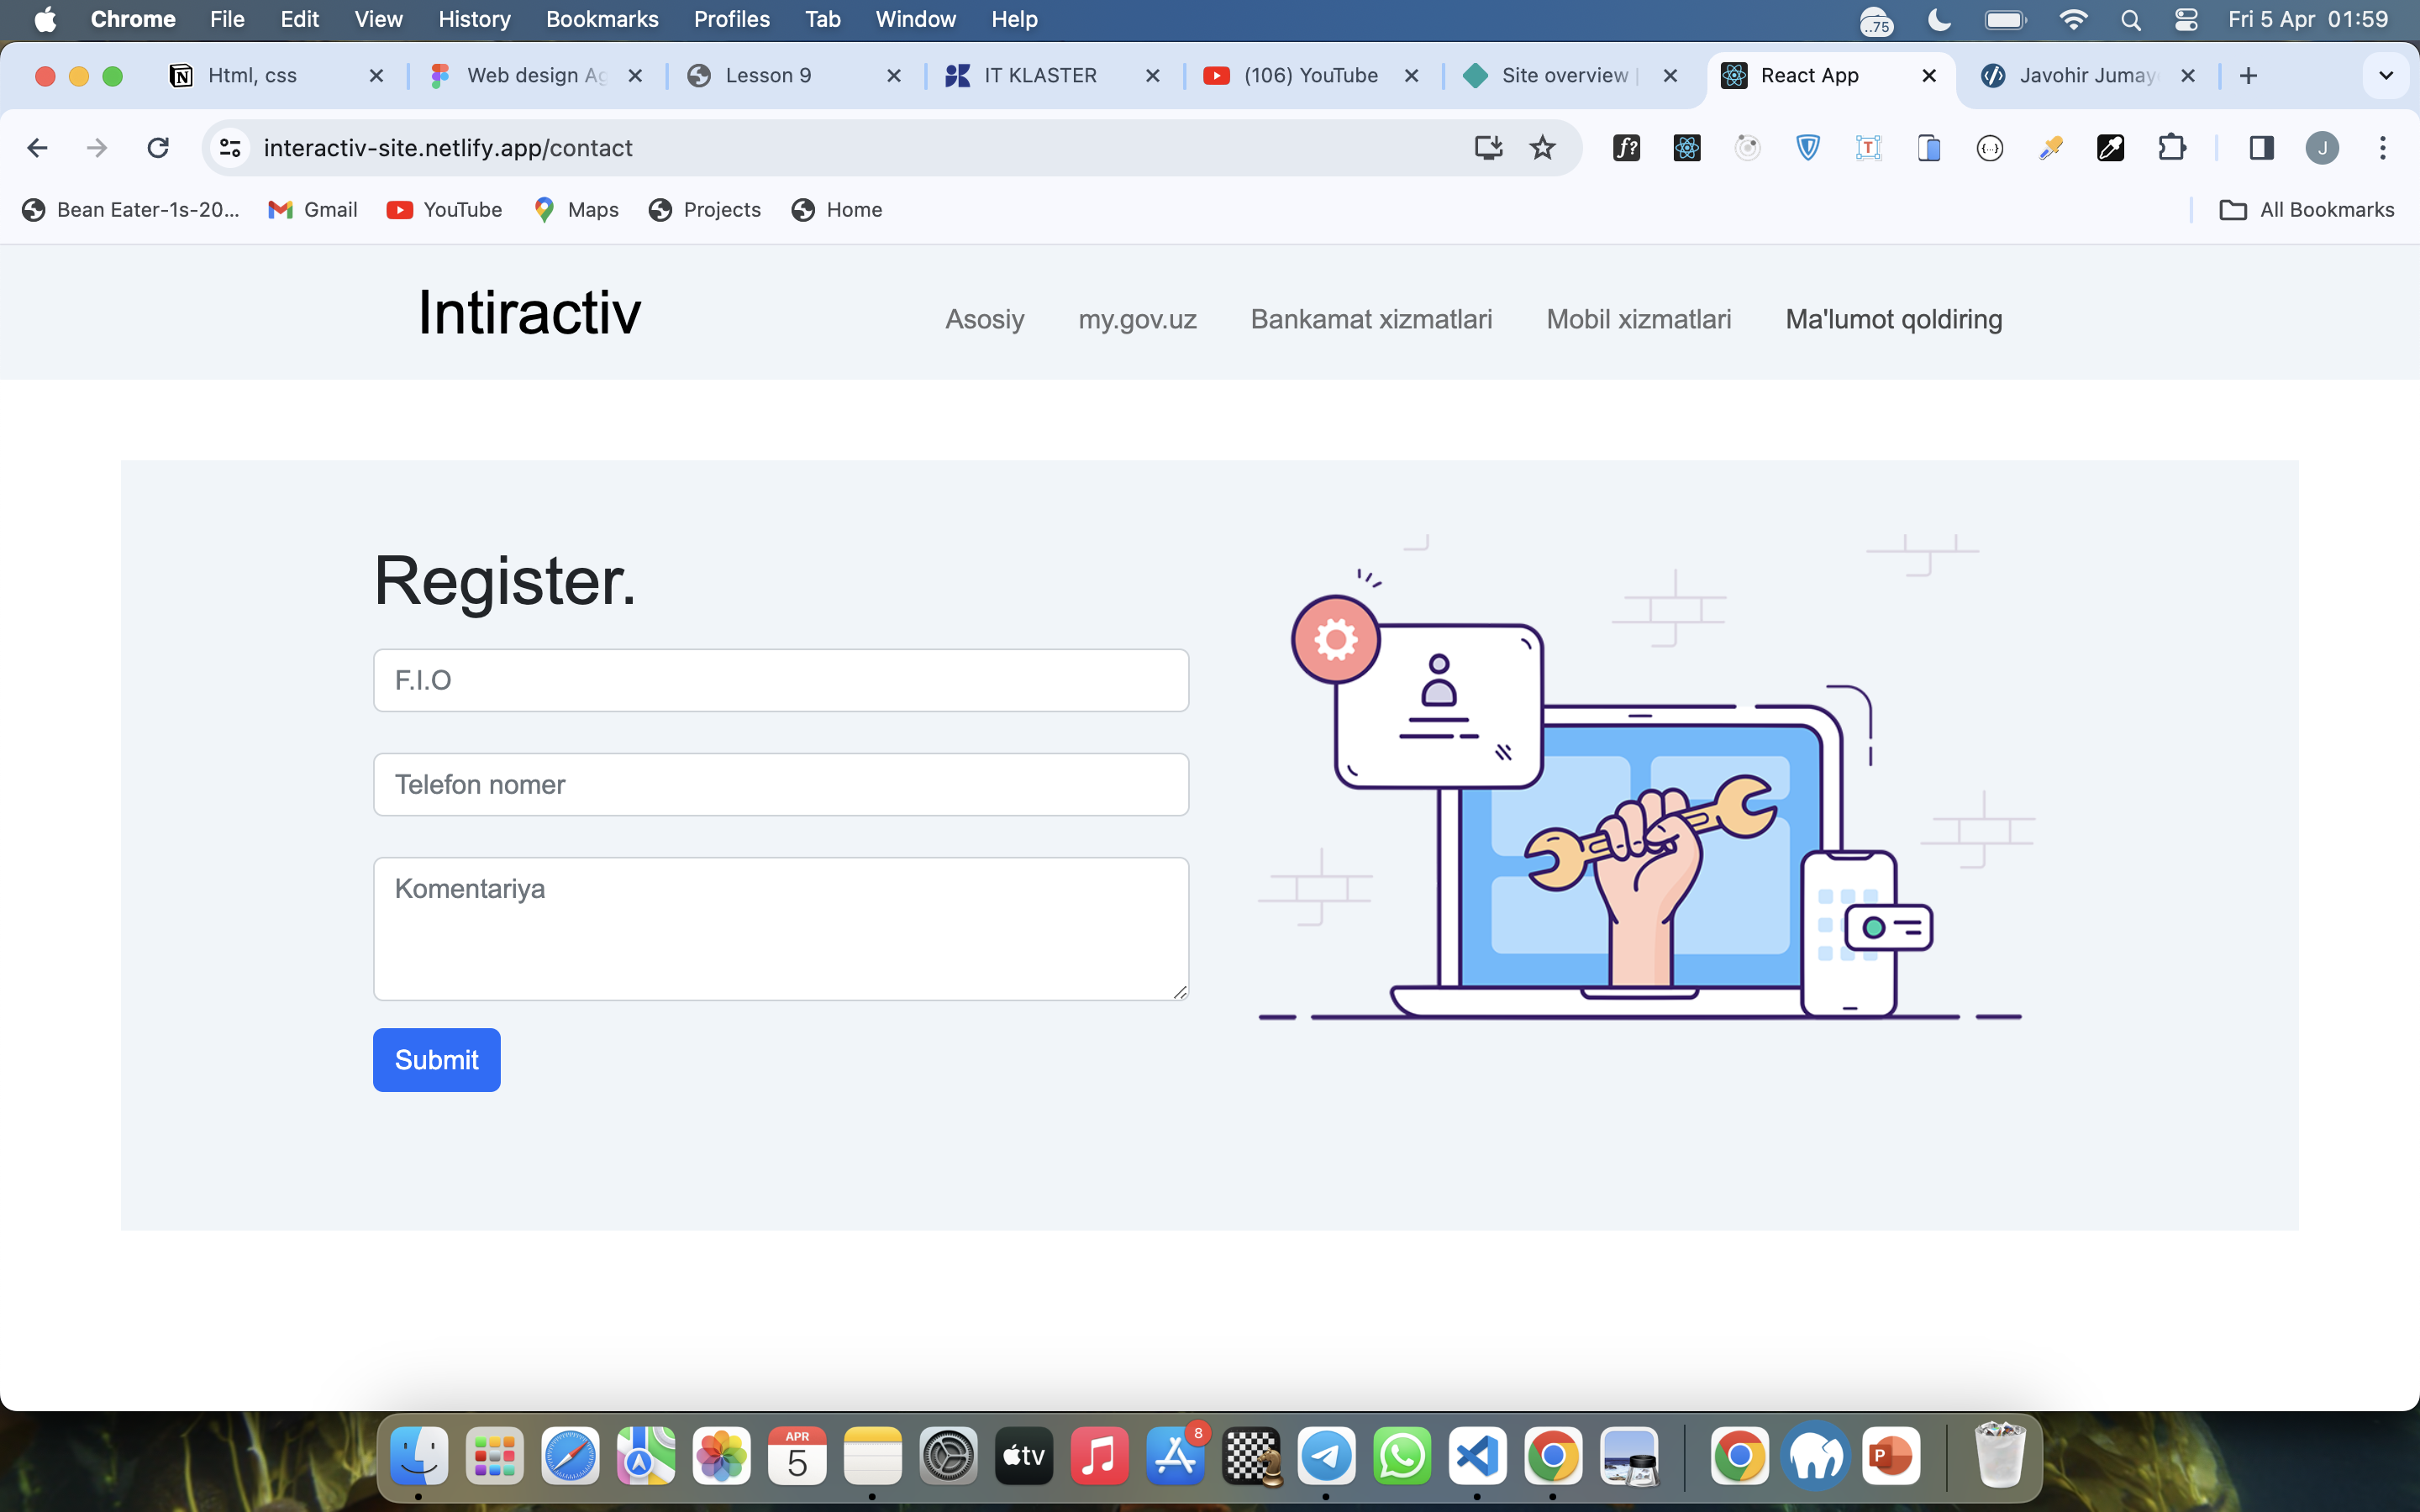 Chrome File Edit View History Bookmarks Profiles Tab Window Help ..75 Fri 5 Apr 01:59
Html, css Web design Ag Lesson 9 IT KLASTER (106) YouTube Site overview React App Javohir Jumay
interactiv-site.netlify.app/contact f? T {...} J
Bean Eater-1s-20... Gmail YouTube Maps Projects Home All Bookmarks
Intiractiv Asosiy my.gov.uz Bankamat xizmatlari Mobil xizmatlari Ma'lumot qoldiring
Register.
F.I.O
Telefon nomer
Komentariya
Submit
APR 5 tv 8 P